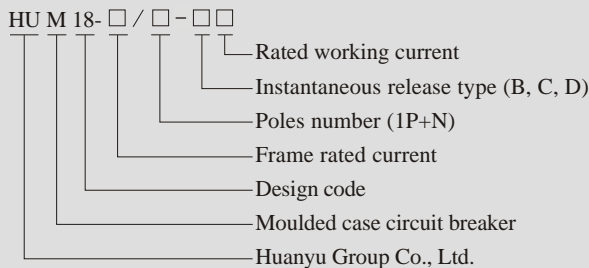 HU M 18-□/□-□□
Rated working current
Instantaneous release type (B, C, D)
Poles number (1P+N)
Frame rated current
Design code
Moulded case circuit breaker
Huanyu Group Co., Ltd.